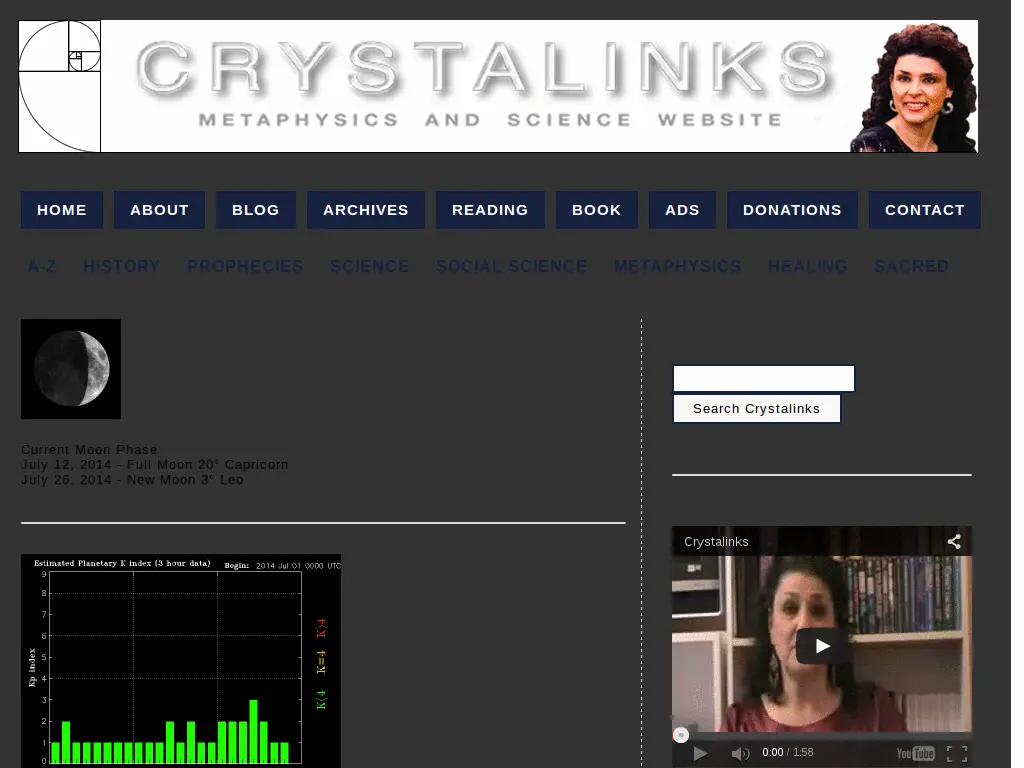 CRYSTALINKS
METAPHYSICS AND SCIENCE WEBSITE
HOME ABOUT BLOG ARCHIVES READING BOOK ADS DONATIONS CONTACT
A-Z HISTORY PROPHECIES SCIENCE SOCIAL SCIENCE METAPHYSICS HEALING SACRED
Current Moon Phase
July 12, 2014 - Full Moon 20° Capricorn
July 26, 2014 - New Moon 3° Leo
Estimated Planetary K index (3 hour data) Begin: 2014 Jul 01 0000 UTC
9
8
7
6
5
4
3
2
1
0
Kp index
K>4
K=4
K<4
Search Crystalinks
Crystalinks
0:00 / 1:58
YouTube